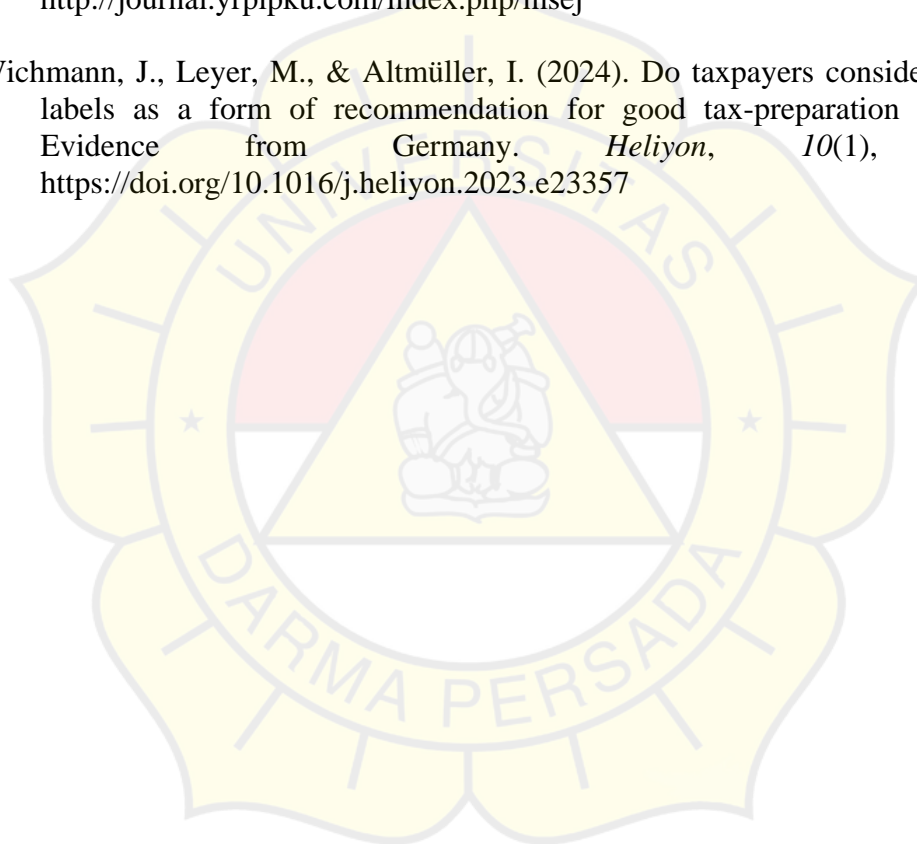 http://journal.yrpipku.com/index.php/msej
Wichmann, J., Leyer, M., & Altmüller, I. (2024). Do taxpayers conside
labels as a form of recommendation for good tax-preparation
Evidence from Germany. Heliyon, 10(1),
https://doi.org/10.1016/j.heliyon.2023.e23357
UNIVERSITAS
DARMA PERSADA